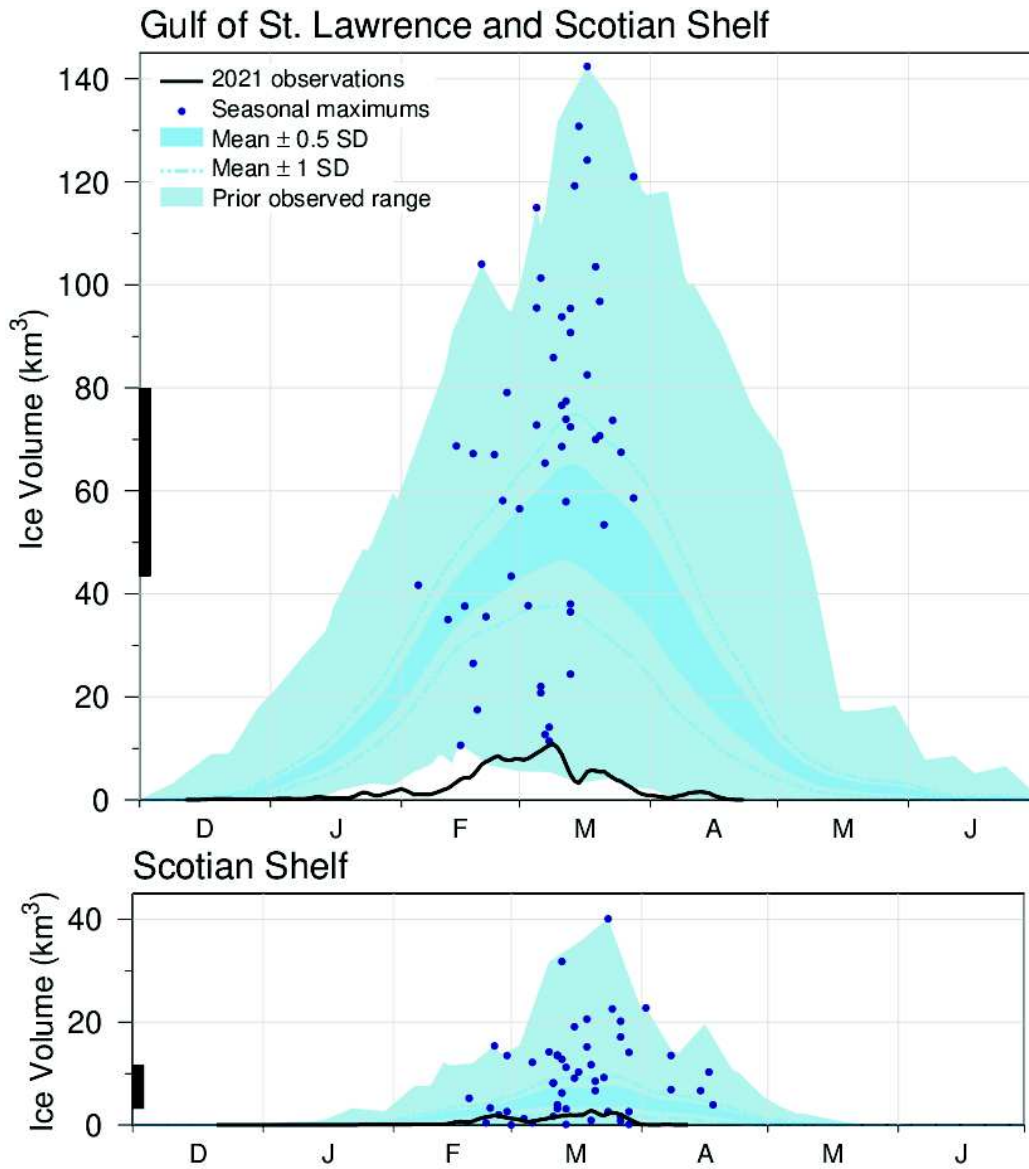 Gulf of St. Lawrence and Scotian Shelf
2021 observations
Seasonal maximums
Mean ± 0.5 SD
Mean ± 1 SD
Prior observed range
Ice Volume (km³)
140
120
100
80
60
40
20
0
D J F M A M J
Scotian Shelf
Ice Volume (km³)
40
20
0
D J F M A M J